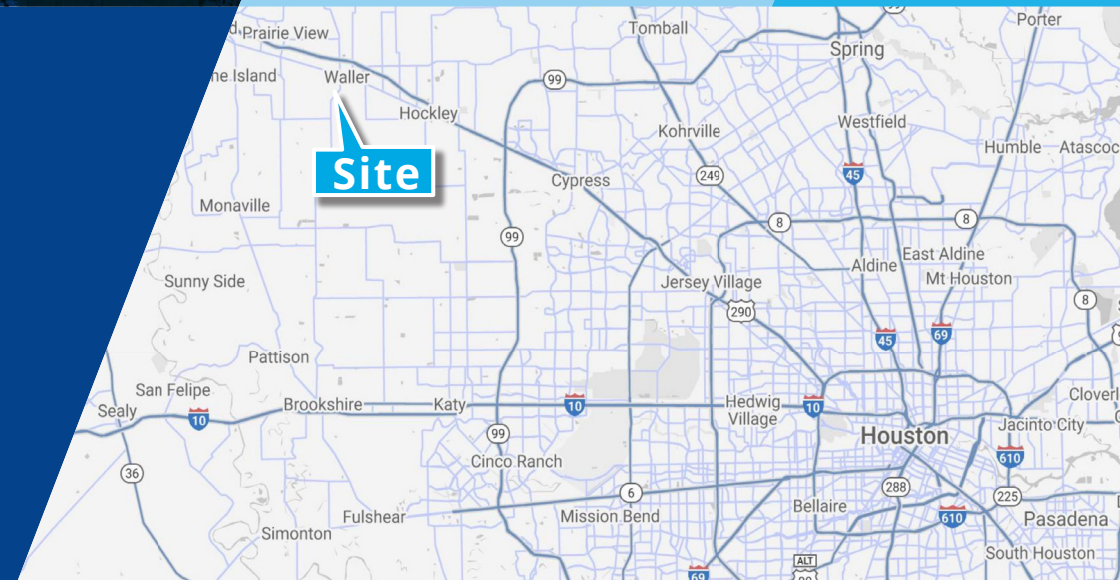 Prairie View
Tomball
Porter
Spring
ne Island
Waller
99
Hockley
Kohrville
Westfield
Humble
Atascoc
249
45
Site
Cypress
Monaville
99
8
8
East Aldine
Aldine
Mt Houston
Sunny Side
Jersey Village
290
8
45
69
Pattison
San Felipe
Sealy
10
Brookshire
Katy
10
Hedwig
Village
10
Cloverl
Jacinto City
99
Houston
610
Cinco Ranch
36
6
288
225
Fulshear
Mission Bend
Bellaire
610
Pasadena
Simonton
South Houston
ALT
69